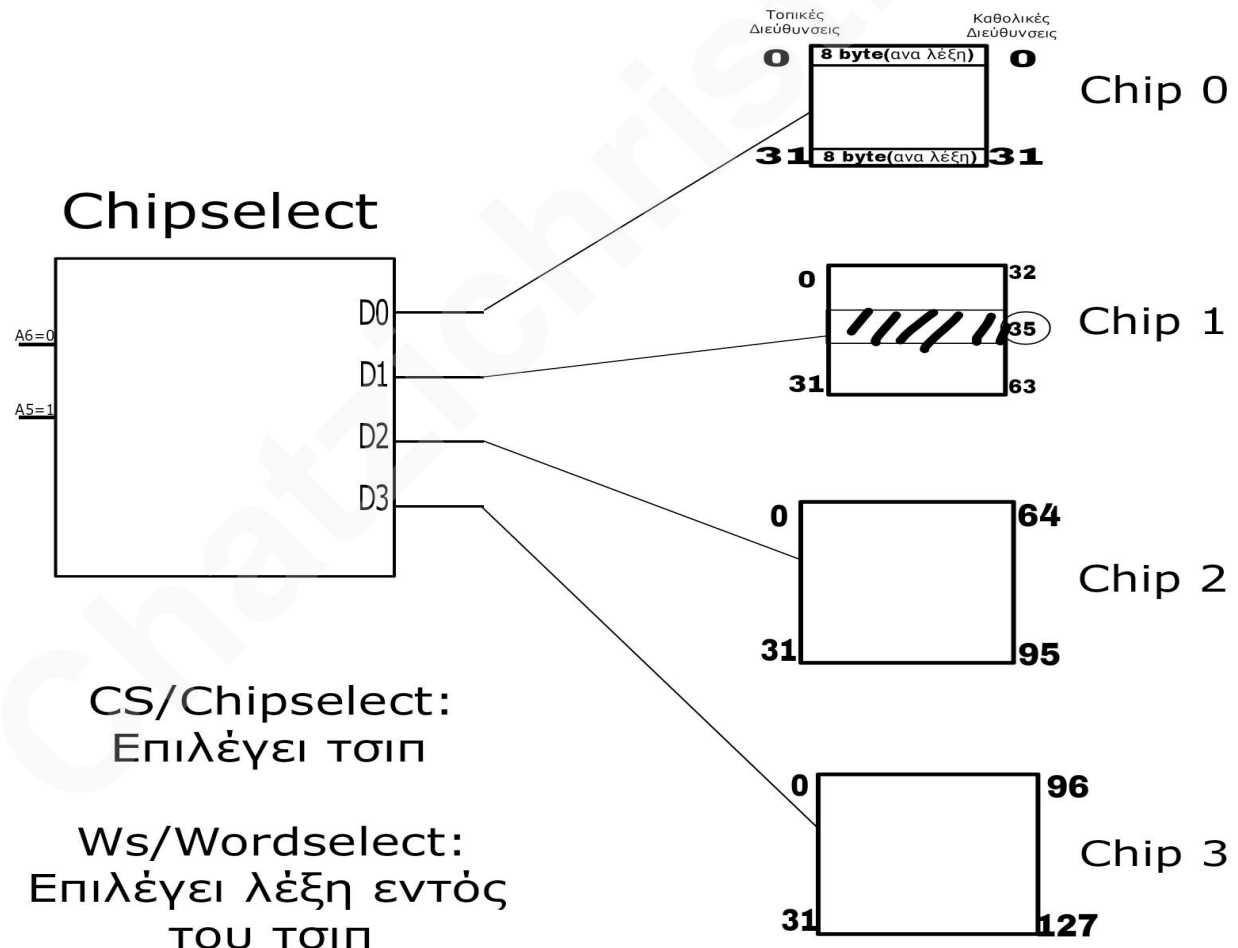 Τοπικές
Διεύθυνσεις
Καθολικές
Διεύθυνσεις
0
8 byte(ανα λέξη)
0
Chip 0
31
8 byte(ανα λέξη)
31
Chipselect
0
32
D0
A6=0
35
Chip 1
D1
31
63
A5=1
D2
D3
0
64
Chip 2
31
95
CS/Chipselect:
Επιλέγει τσιπ
0
96
Ws/Wordselect:
Chip 3
Επιλέγει λέξη εντός
του τσιπ
31
127